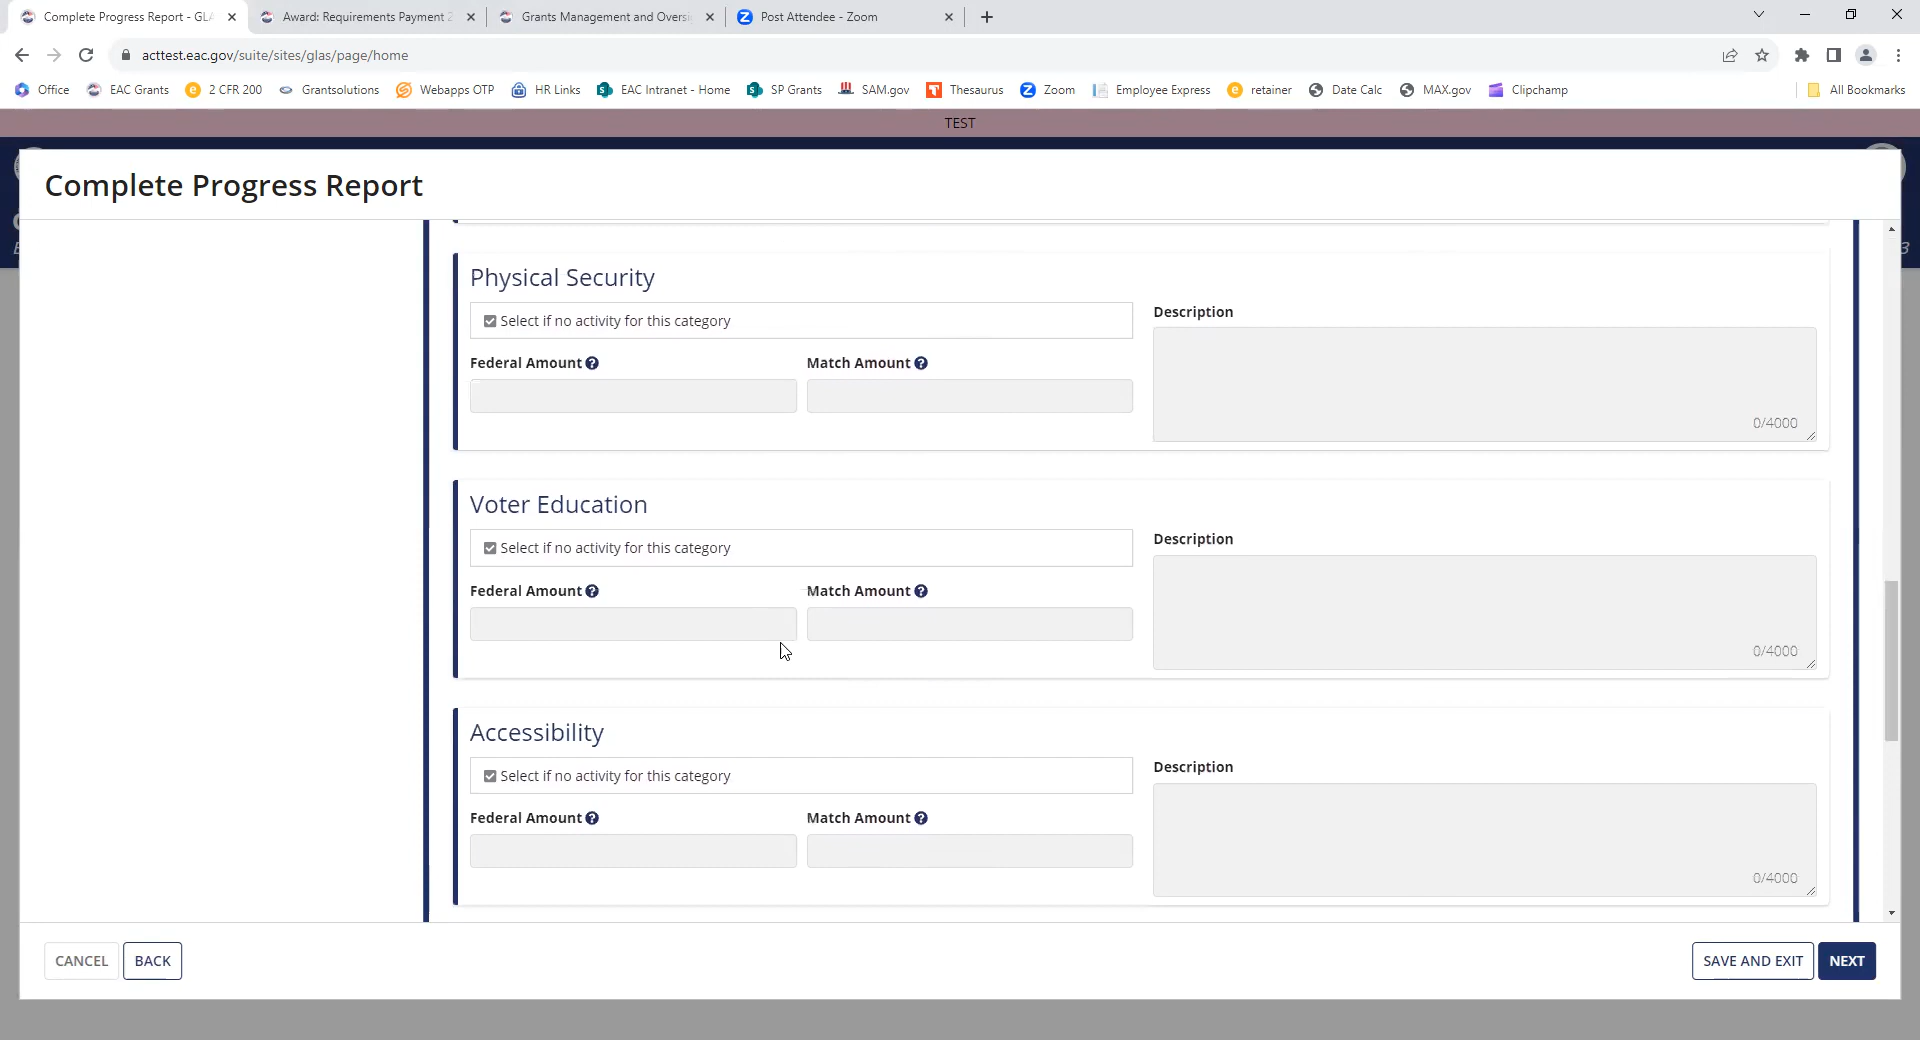 Complete Progress Report - GLA
Award: Requirements Payment 2
Grants Management and Oversi
Post Attendee - Zoom
acttest.eac.gov/suite/sites/glas/page/home
Office
EAC Grants
2 CFR 200
Grantsolutions
Webapps OTP
HR Links
EAC Intranet - Home
SP Grants
SAM.gov
Thesaurus
Zoom
Employee Express
retainer
Date Calc
MAX.gov
Clipchamp
All Bookmarks
TEST
Complete Progress Report
Physical Security
Select if no activity for this category
Description
Federal Amount
Match Amount
0/4000
Voter Education
Select if no activity for this category
Description
Federal Amount
Match Amount
0/4000
Accessibility
Select if no activity for this category
Description
Federal Amount
Match Amount
0/4000
CANCEL
BACK
SAVE AND EXIT
NEXT